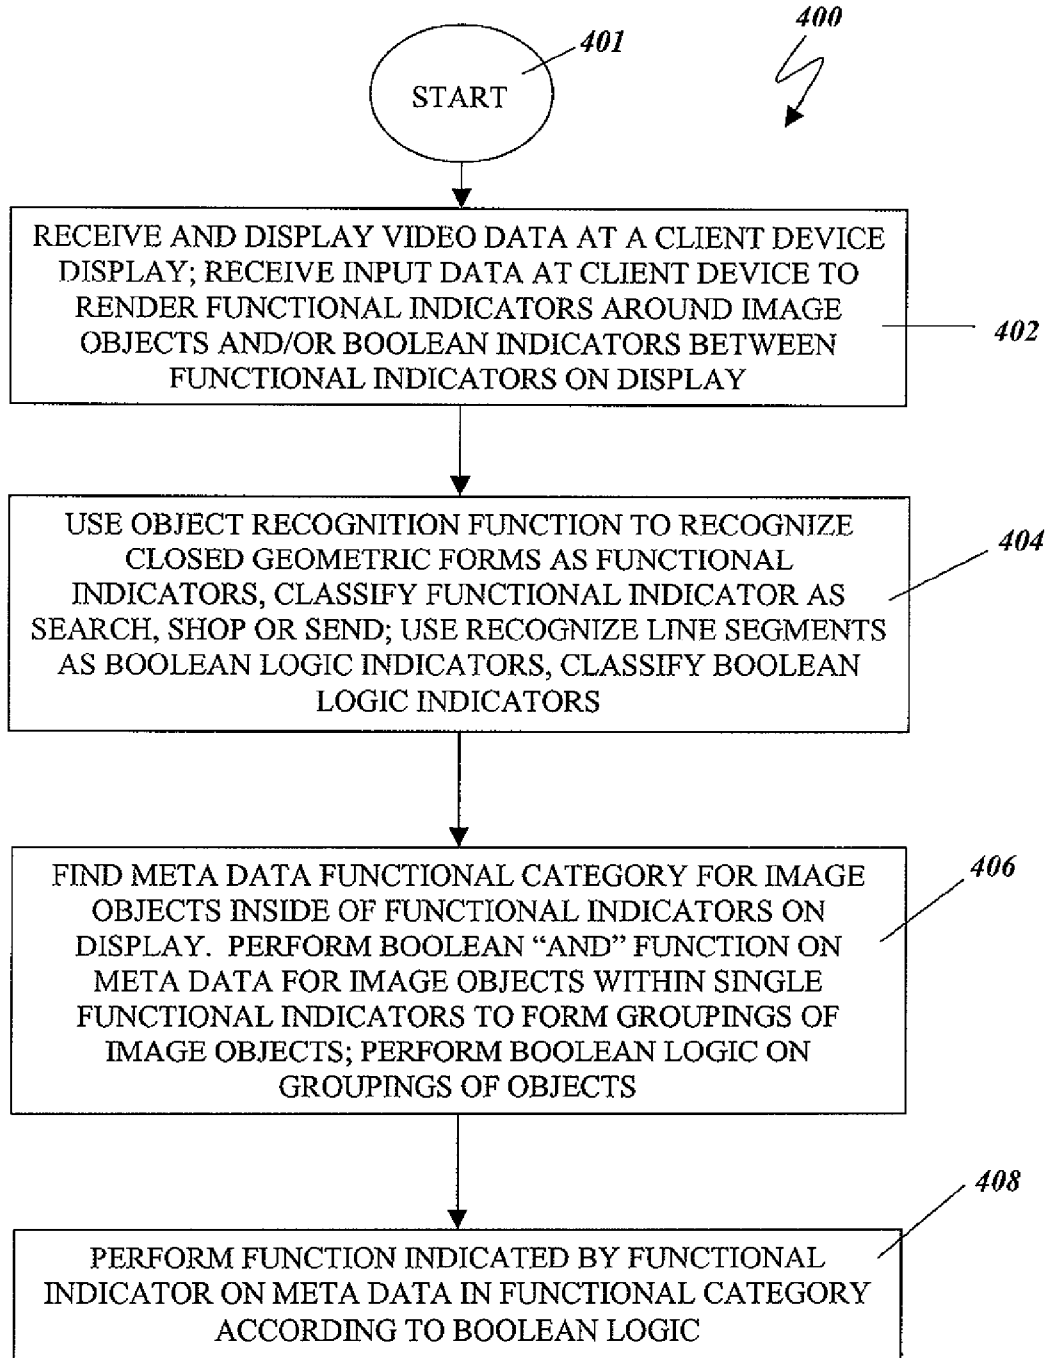 400
401
START
RECEIVE AND DISPLAY VIDEO DATA AT A CLIENT DEVICE
DISPLAY; RECEIVE INPUT DATA AT CLIENT DEVICE TO
RENDER FUNCTIONAL INDICATORS AROUND IMAGE
OBJECTS AND/OR BOOLEAN INDICATORS BETWEEN
FUNCTIONAL INDICATORS ON DISPLAY
402
USE OBJECT RECOGNITION FUNCTION TO RECOGNIZE
CLOSED GEOMETRIC FORMS AS FUNCTIONAL
INDICATORS, CLASSIFY FUNCTIONAL INDICATOR AS
SEARCH, SHOP OR SEND; USE RECOGNIZE LINE SEGMENTS
AS BOOLEAN LOGIC INDICATORS, CLASSIFY BOOLEAN
LOGIC INDICATORS
404
FIND META DATA FUNCTIONAL CATEGORY FOR IMAGE
OBJECTS INSIDE OF FUNCTIONAL INDICATORS ON
DISPLAY. PERFORM BOOLEAN “AND” FUNCTION ON
META DATA FOR IMAGE OBJECTS WITHIN SINGLE
FUNCTIONAL INDICATORS TO FORM GROUPINGS OF
IMAGE OBJECTS; PERFORM BOOLEAN LOGIC ON
GROUPINGS OF OBJECTS
406
PERFORM FUNCTION INDICATED BY FUNCTIONAL
INDICATOR ON META DATA IN FUNCTIONAL CATEGORY
ACCORDING TO BOOLEAN LOGIC
408